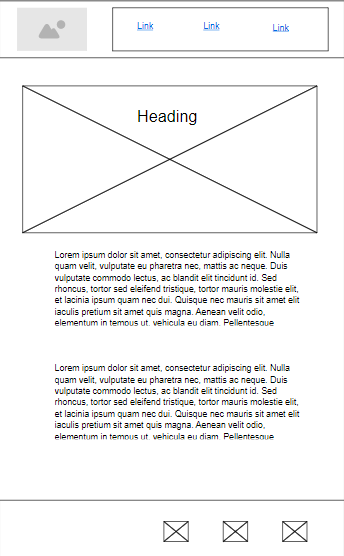 Link Link Link
Heading
Lorem ipsum dolor sit amet, consectetur adipiscing elit. Nulla
quam velit, vulputate eu pharetra nec, mattis ac neque. Duis
vulputate commodo lectus, ac blandit elit tincidunt id. Sed
rhoncus, tortor sed eleifend tristique, tortor mauris molestie elit,
et lacinia ipsum quam nec dui. Quisque nec mauris sit amet elit
iaculis pretium sit amet quis magna. Aenean velit odio,
elementum in tempus ut, vehicula eu diam. Pellentesque
Lorem ipsum dolor sit amet, consectetur adipiscing elit. Nulla
quam velit, vulputate eu pharetra nec, mattis ac neque. Duis
vulputate commodo lectus, ac blandit elit tincidunt id. Sed
rhoncus, tortor sed eleifend tristique, tortor mauris molestie elit,
et lacinia ipsum quam nec dui. Quisque nec mauris sit amet elit
iaculis pretium sit amet quis magna. Aenean velit odio,
elementum in tempus ut, vehicula eu diam. Pellentesque